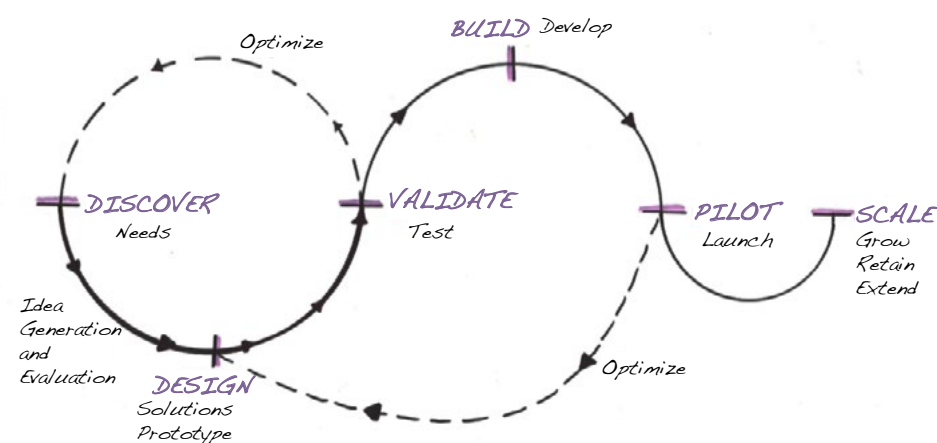 BUILD Develop
Optimize
DISCOVER
Needs
VALIDATE
Test
PILOT
Launch
SCALE
Grow
Retain
Extend
Idea
Generation
and
Evaluation
DESIGN
Solutions
Prototype
Optimize